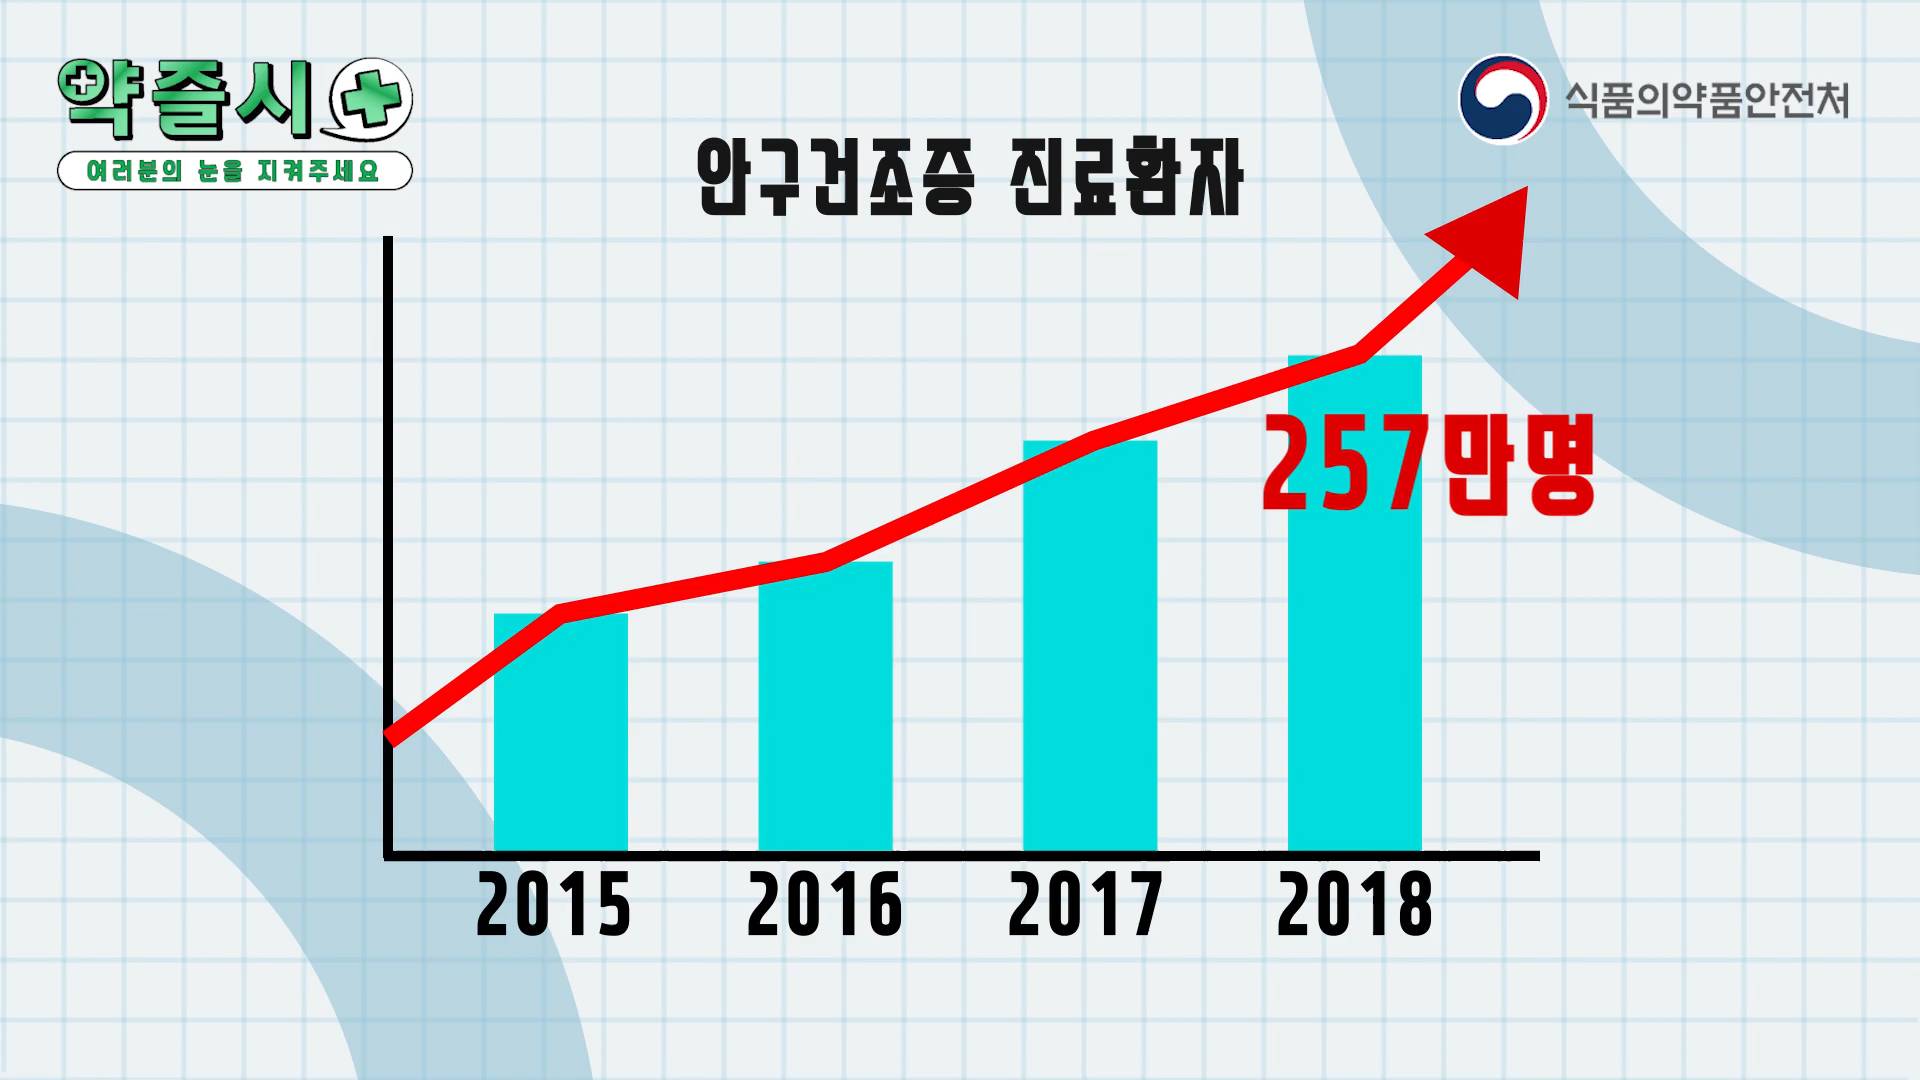 약즐시
여러분의 눈을 지켜주세요
식품의약품안전처
안구건조증 진료환자
257만명
2015 2016 2017 2018